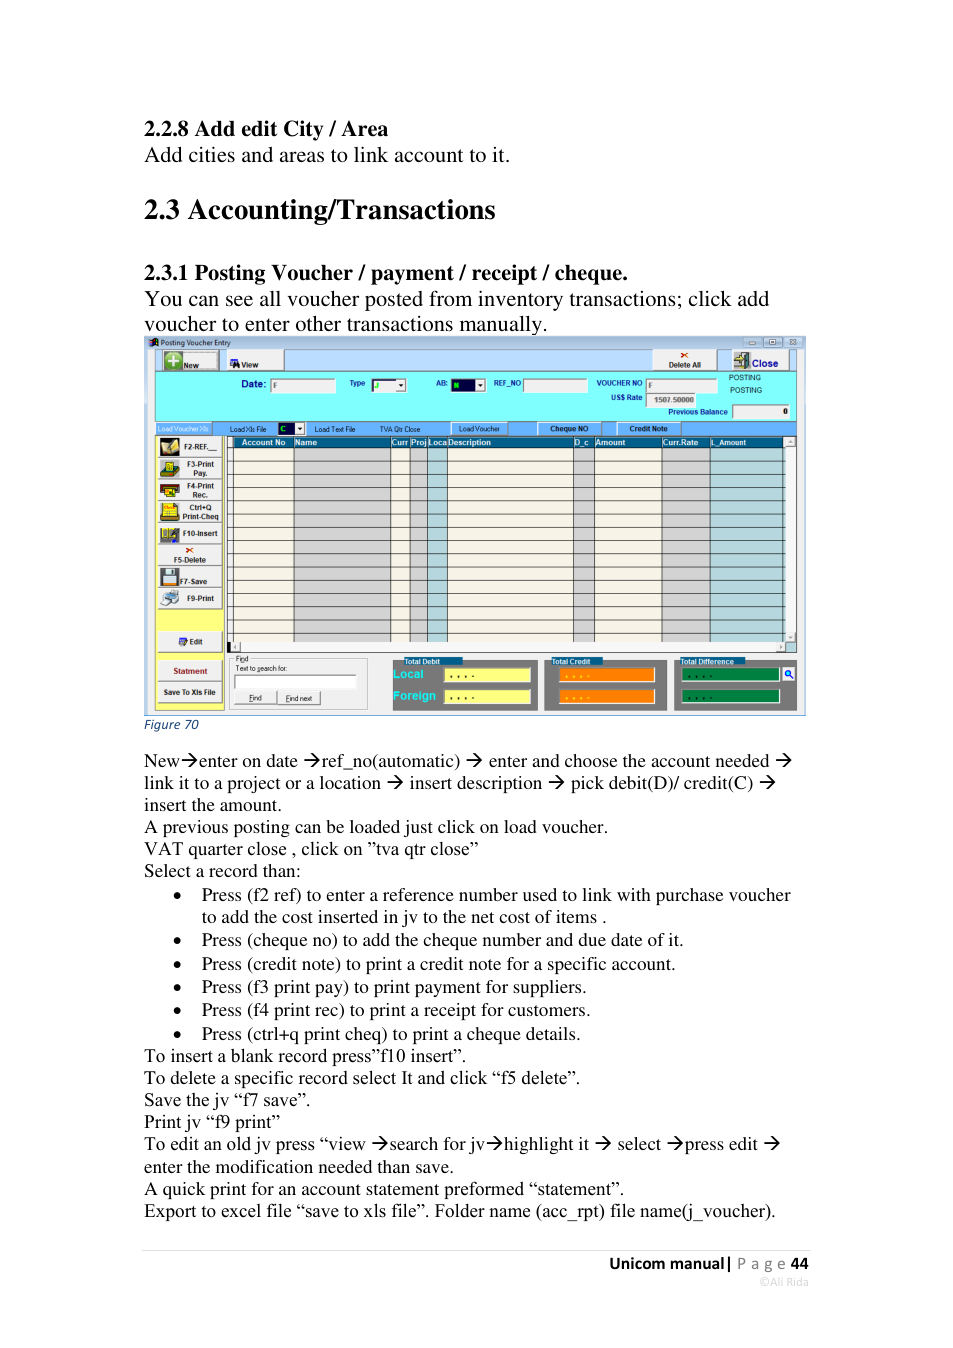 2.2.8 Add edit City / Area
Add cities and areas to link account to it.
2.3 Accounting/Transactions
2.3.1 Posting Voucher / payment / receipt / cheque.
You can see all voucher posted from inventory transactions; click add
voucher to enter other transactions manually.
Posting Voucher Entry
New View Delete All Close
Date: F Type J AB: N REF_NO VOUCHER NO F POSTING
POSTING
US$ Rate 1507.50000
Previous Balance 0
Load Voucher Xls Load Xls File C Load Text File TVA Qtr Close Load Voucher Cheque NO Credit Note
Account No Name Curr Proj Loca Description D_c Amount Curr.Rate L_Amount
F2-REF.__
F3-Print
Pay.
F4-Print
Rec.
Ctrl+Q
Print-Cheq
F10-Insert
F5-Delete
F7-Save
F9-Print
Edit
Statment
Save To Xls File
Find
Text to search for:
Find Find next
Total Debit Total Credit Total Difference
Local
Foreign
Figure 70
New→enter on date →ref_no(automatic) → enter and choose the account needed →
link it to a project or a location → insert description → pick debit(D)/ credit(C) →
insert the amount.
A previous posting can be loaded just click on load voucher.
VAT quarter close , click on ”tva qtr close”
Select a record than:
• Press (f2 ref) to enter a reference number used to link with purchase voucher
to add the cost inserted in jv to the net cost of items .
• Press (cheque no) to add the cheque number and due date of it.
• Press (credit note) to print a credit note for a specific account.
• Press (f3 print pay) to print payment for suppliers.
• Press (f4 print rec) to print a receipt for customers.
• Press (ctrl+q print cheq) to print a cheque details.
To insert a blank record press”f10 insert”.
To delete a specific record select It and click “f5 delete”.
Save the jv “f7 save”.
Print jv “f9 print”
To edit an old jv press “view →search for jv→highlight it → select →press edit →
enter the modification needed than save.
A quick print for an account statement preformed “statement”.
Export to excel file “save to xls file”. Folder name (acc_rpt) file name(j_voucher).
Unicom manual| P a g e 44
©Ali Rida